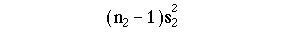 (n₂ − 1)s₂²